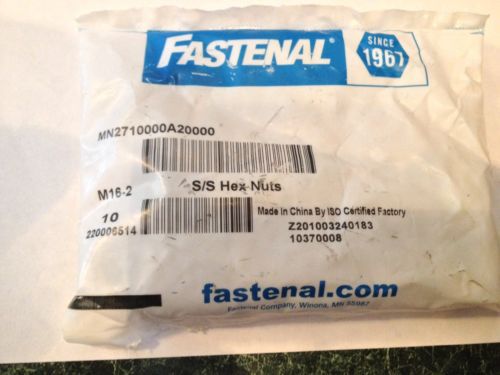 FASTENAL®
SINCE
1967
MN2710000A20000
M16-2 S/S Hex Nuts
10
220006514
Made in China By ISO Certified Factory
Z201003240183
10370008
fastenal.com
Fastenal Company, Winona, MN 55987